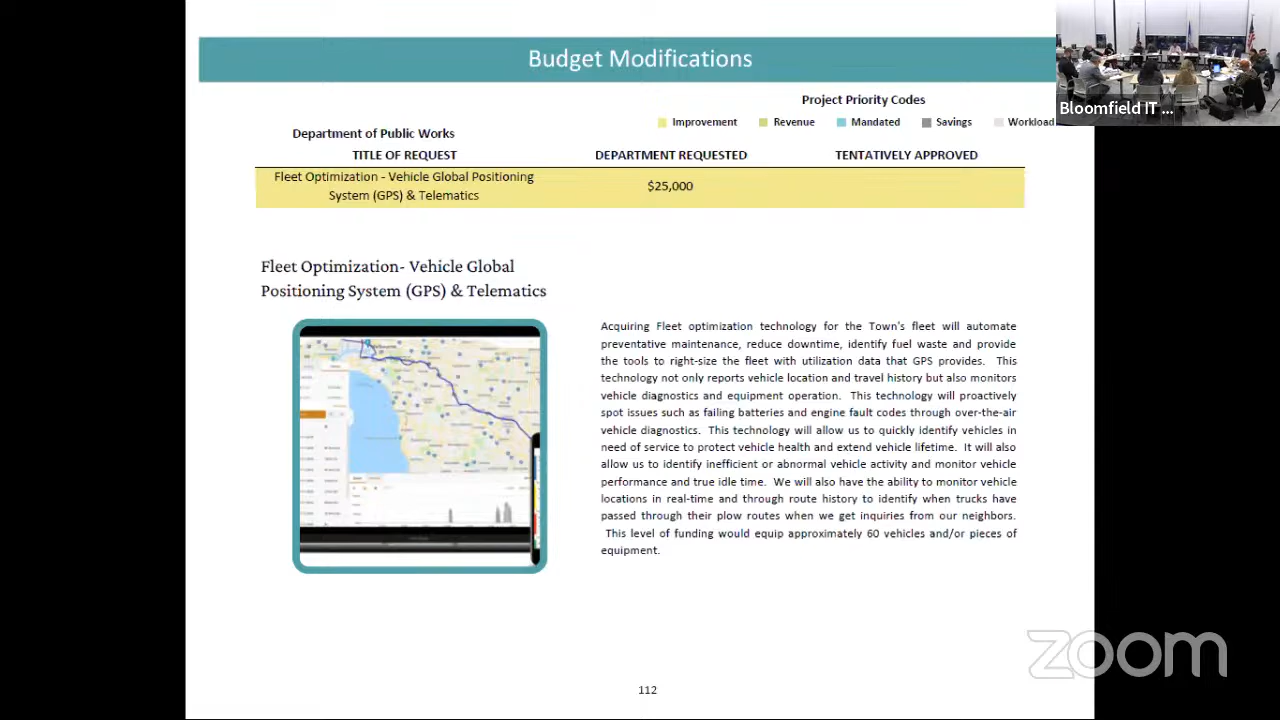 Budget Modifications
Bloomfield IT ...
Project Priority Codes
Improvement Revenue Mandated Savings Workload
Department of Public Works
TITLE OF REQUEST DEPARTMENT REQUESTED TENTATIVELY APPROVED
Fleet Optimization - Vehicle Global Positioning
System (GPS) & Telematics
$25,000
Fleet Optimization- Vehicle Global
Positioning System (GPS) & Telematics
Acquiring Fleet optimization technology for the Town's fleet will automate
preventative maintenance, reduce downtime, identify fuel waste and provide
the tools to right-size the fleet with utilization data that GPS provides. This
technology not only reports vehicle location and travel history but also monitors
vehicle diagnostics and equipment operation. This technology will proactively
spot issues such as failing batteries and engine fault codes through over-the-air
vehicle diagnostics. This technology will allow us to quickly identify vehicles in
need of service to protect vehicle health and extend vehicle lifetime. It will also
allow us to identify inefficient or abnormal vehicle activity and monitor vehicle
performance and true idle time. We will also have the ability to monitor vehicle
locations in real-time and through route history to identify when trucks have
passed through their plow routes when we get inquiries from our neighbors.
This level of funding would equip approximately 60 vehicles and/or pieces of
equipment.
zoom
112